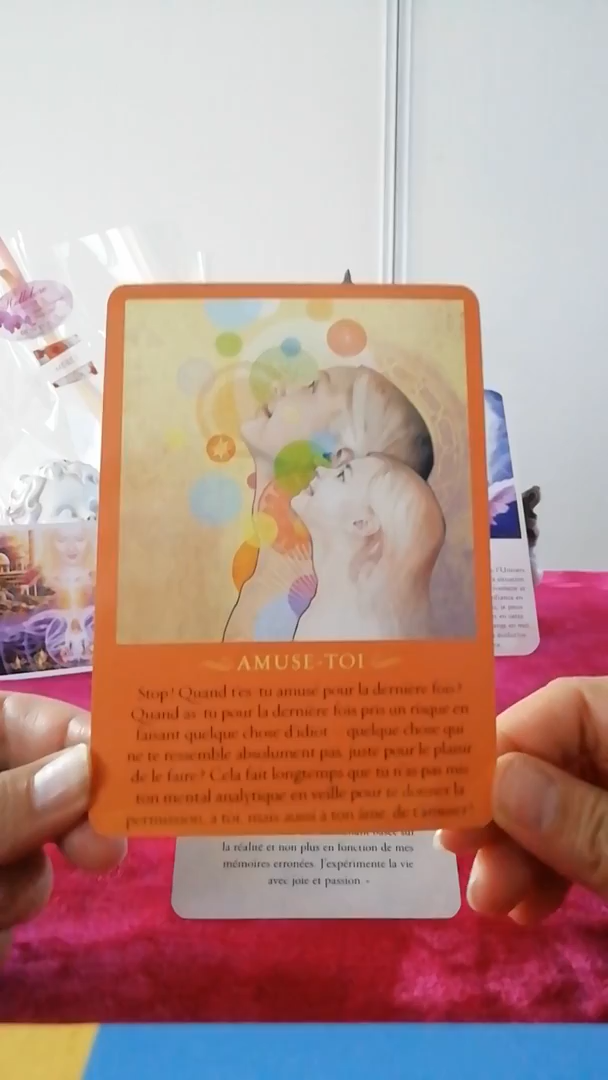 AMUSE-TOI
Stop! Quand t'es-tu amusé pour la dernière fois?
Quand as-tu pour la dernière fois pris un risque en
faisant quelque chose d'idiot quelque chose qui
ne te ressemble absolument pas, juste pour le plaisir
de le faire? Cela fait longtemps que tu n'as pas mis
ton mental analytique en veille pour te donner la
permission, à toi, mais aussi à ton âme, de t'amuser?
la réalité et non plus en fonction de mes
mémoires erronées. J'expérimente la vie
avec joie et passion. »